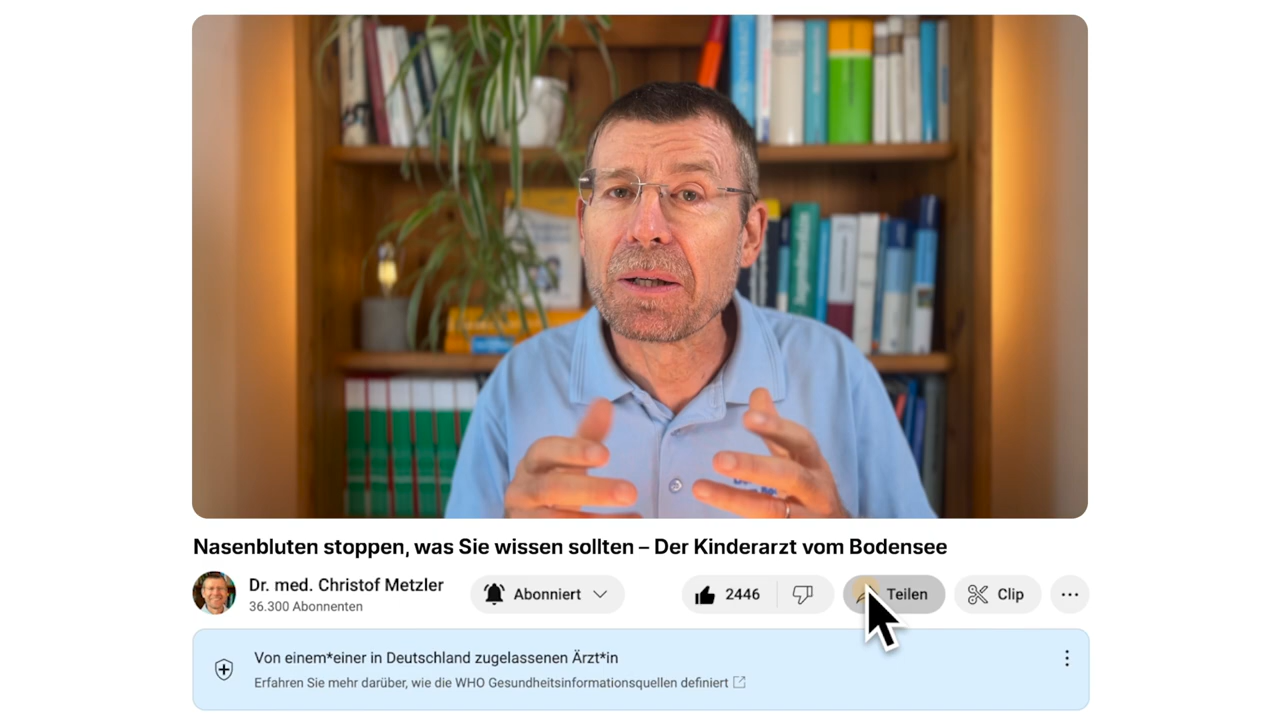 Nasenbluten stoppen, was Sie wissen sollten – Der Kinderarzt vom Bodensee
Dr. med. Christof Metzler
36.300 Abonnenten
Abonniert
2446
Teilen
Clip
Von einem*einer in Deutschland zugelassenen Ärzt*in
Erfahren Sie mehr darüber, wie die WHO Gesundheitsinformationsquellen definiert